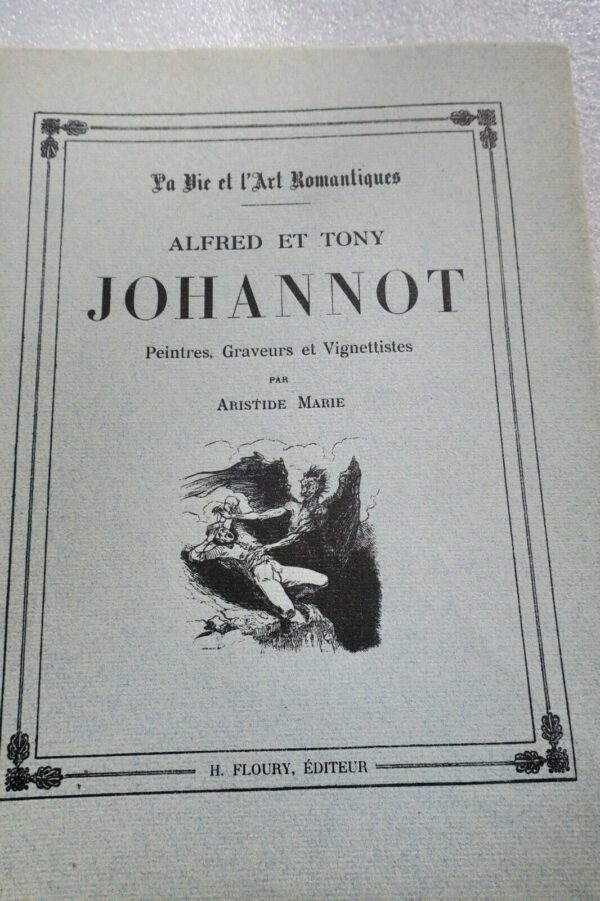 La Vie et l'Art Romantiques
ALFRED ET TONY
JOHANNOT
Peintres, Graveurs et Vignettistes
PAR
ARISTIDE MARIE
H. FLOURY, ÉDITEUR